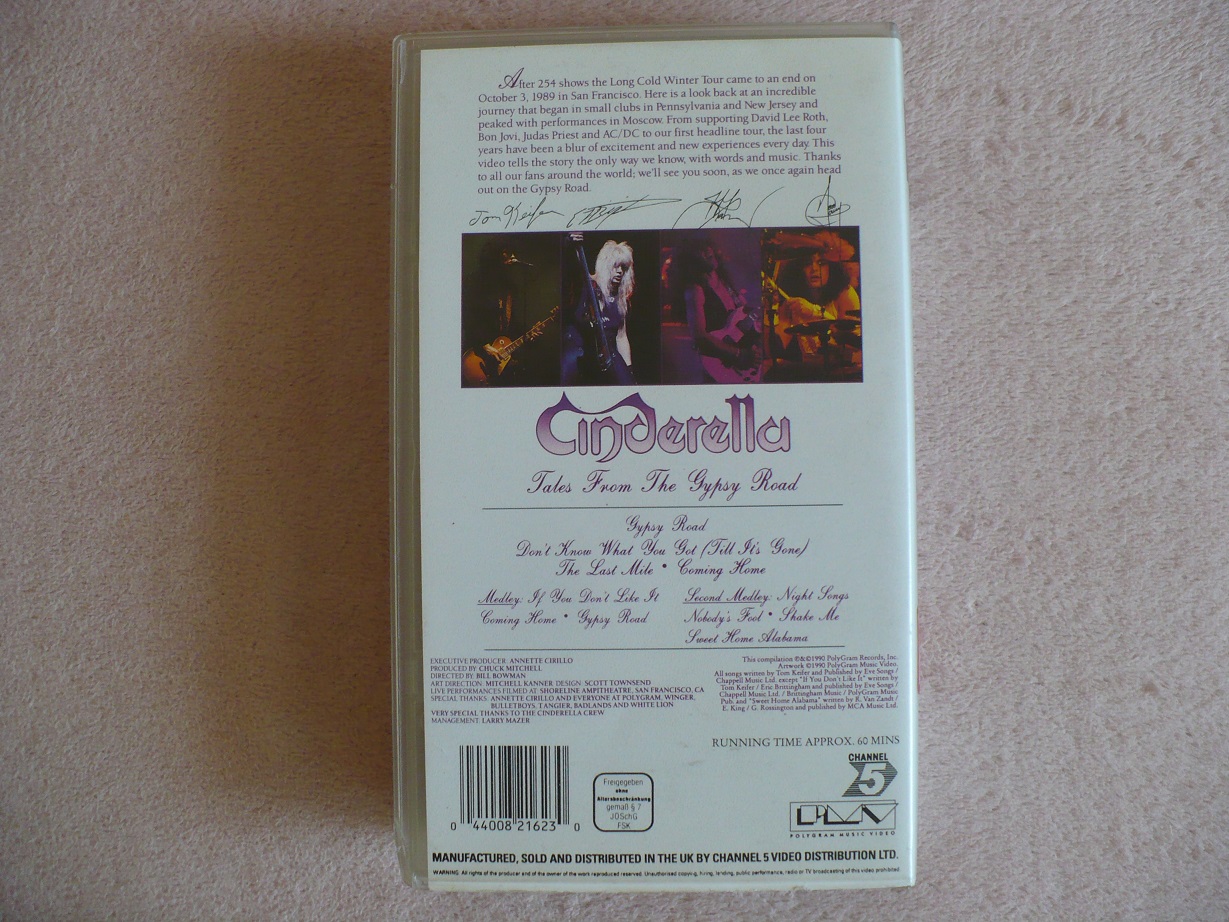 After 254 shows the Long Cold Winter Tour came to an end on
October 3, 1989 in San Francisco. Here is a look back at an incredible
journey that began in small clubs in Pennsylvania and New Jersey and
peaked with performances in Moscow. From supporting David Lee Roth,
Bon Jovi, Judas Priest and AC/DC to our first headline tour, the last four
years have been a blur of excitement and new experiences every day. This
video tells the story the only way we know, with words and music. Thanks
to all our fans around the world; we'll see you soon, as we once again head
out on the Gypsy Road.
Tom Keifer
Cinderella
Tales From The Gypsy Road
Gypsy Road
Don't Know What You Got (Till It's Gone)
The Last Mile • Coming Home
Medley: If You Don't Like It
Coming Home • Gypsy Road
Second Medley: Night Songs
Nobody's Fool • Shake Me
Sweet Home Alabama
EXECUTIVE PRODUCER: ANNETTE CIRILLO
PRODUCED BY CHUCK MITCHELL
DIRECTED BY BILL BOWMAN
ART DIRECTION: MITCHELL KANNER DESIGN: SCOTT TOWNSEND
LIVE PERFORMANCES FILMED AT SHORELINE AMPITHEATRE, SAN FRANCISCO, CA
SPECIAL THANKS: ANNETTE CIRILLO AND EVERYONE AT POLYGRAM, WINGER,
BULLETBOYS, TANGIER, BADLANDS AND WHITE LION
VERY SPECIAL THANKS TO THE CINDERELLA CREW
MANAGEMENT: LARRY MAZER
This compilation ℗&©1990 PolyGram Records, Inc.
Artwork ©1990 PolyGram Music Video.
All songs written by Tom Keifer and published by Eve Songs /
Chappell Music Ltd. except "If You Don't Like It" written by
Tom Keifer / Eric Brittingham and published by Eve Songs /
Chappell Music Ltd. / Brittingham Music / PolyGram Music
Pub. and "Sweet Home Alabama" written by R. Van Zandt /
E. King / G. Rossington and published by MCA Music Ltd.
RUNNING TIME APPROX. 60 MINS
CHANNEL
5
0 44008 21623 0
Freigegeben
ohne
Altersbeschränkung
gemäß § 7
JÖSchG
FSK
PMV
POLYGRAM MUSIC VIDEO
MANUFACTURED, SOLD AND DISTRIBUTED IN THE UK BY CHANNEL 5 VIDEO DISTRIBUTION LTD.
WARNING: All rights of the producer and of the owner of the work reproduced reserved. Unauthorised copying, hiring, lending, public performance, radio or TV broadcasting of this video prohibited.